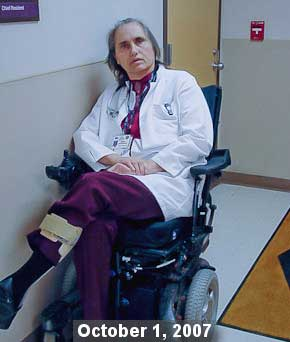 Chief Resident
October 1, 2007